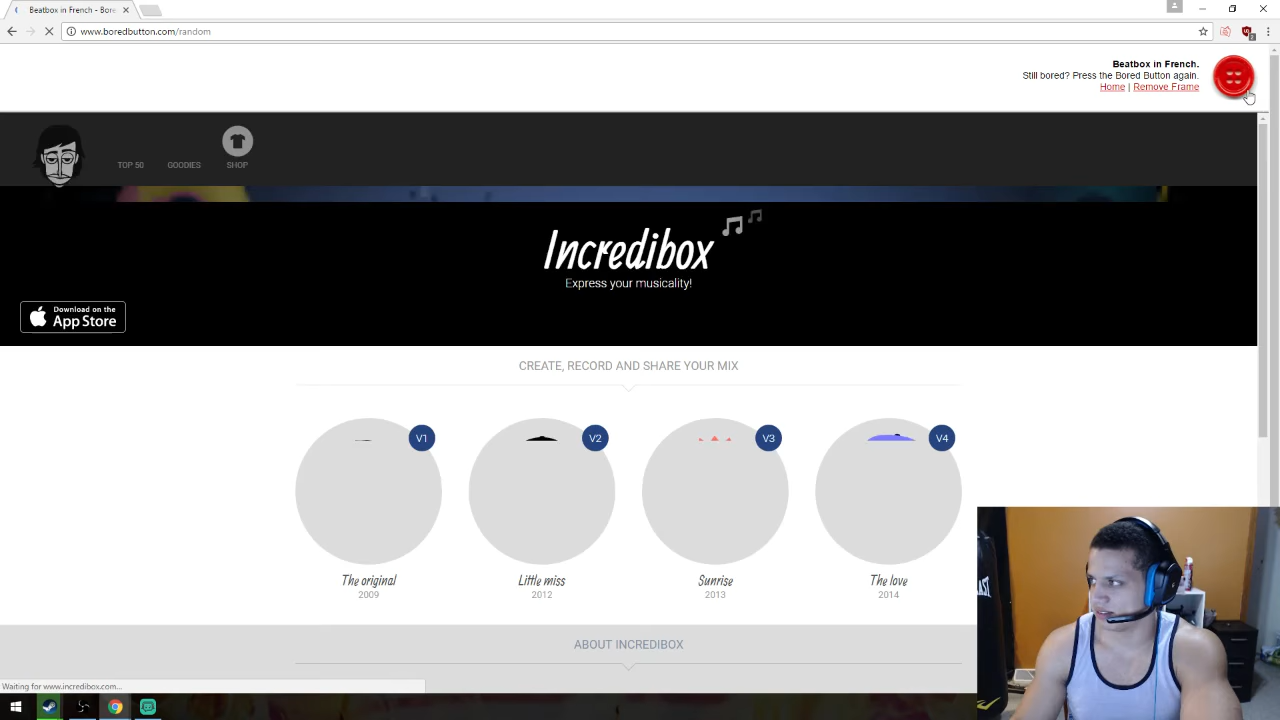 Beatbox in French - Bore
www.boredbutton.com/random
Beatbox in French.
Still bored? Press the Bored Button again.
Home | Remove Frame
TOP 50
GOODIES
SHOP
Incredibox
Express your musicality!
Download on the
App Store
CREATE, RECORD AND SHARE YOUR MIX
V1
V2
V3
V4
The original
Little miss
Sunrise
The love
2009
2012
2013
2014
ABOUT INCREDIBOX
Waiting for www.incredibox.com...